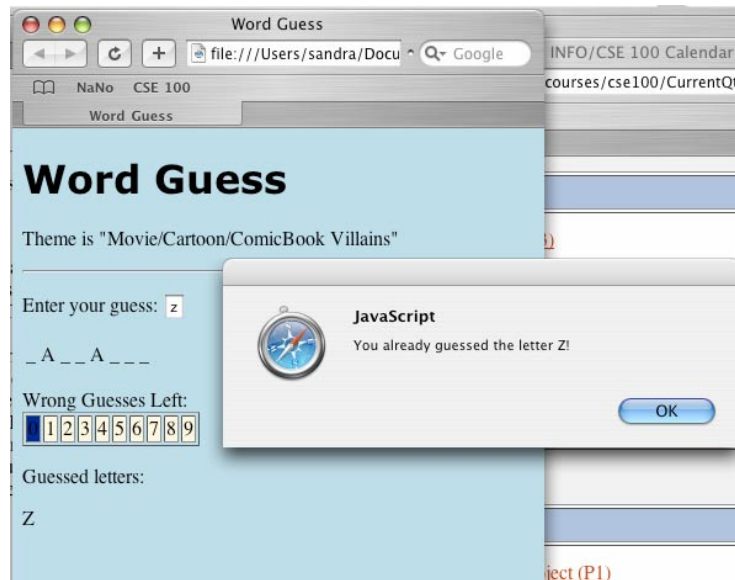 Word Guess
file:///Users/sandra/Docu
Google
INFO/CSE 100 Calendar
NaNo CSE 100
courses/cse100/CurrentQt
Word Guess
Word Guess
Theme is "Movie/Cartoon/ComicBook Villains"
Enter your guess: z
JavaScript
You already guessed the letter Z!
OK
_ A _ _ A _ _ _
Wrong Guesses Left:
0 1 2 3 4 5 6 7 8 9
Guessed letters:
Z
ject (P1)